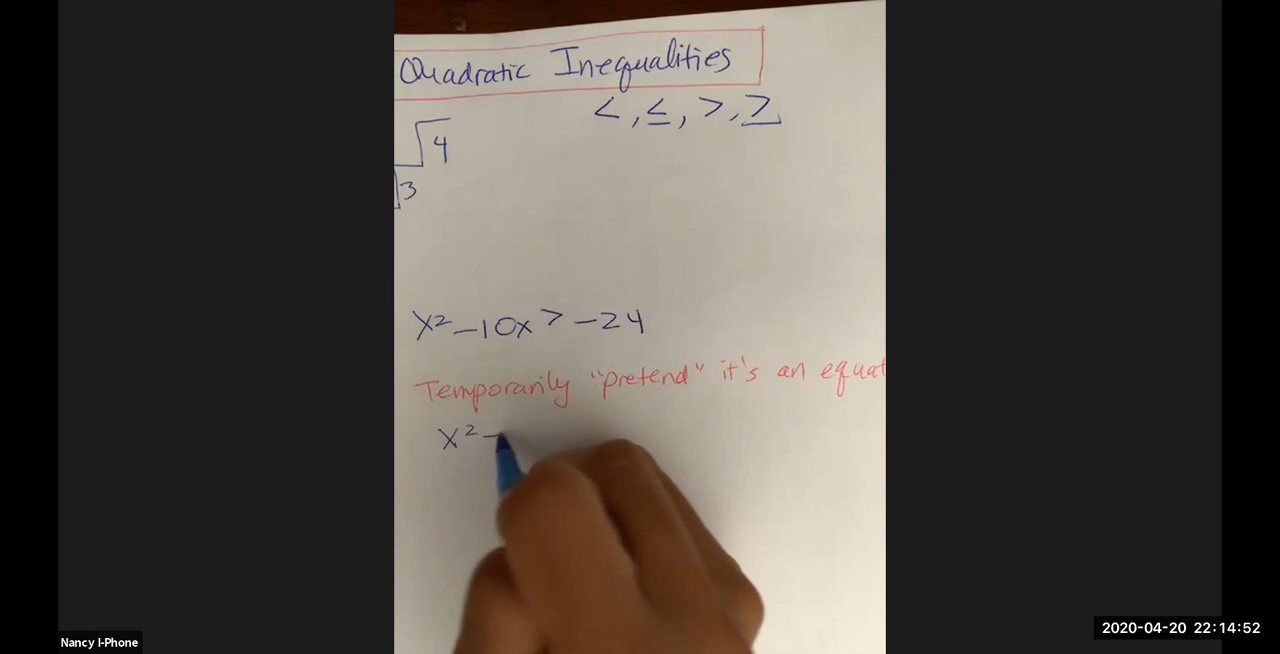 Quadratic Inequalities
<, ≤, >, ≥
√4
3
x² -10x > -24
Temporarily "pretend" it's an equat
x² -
Nancy I-Phone
2020-04-20 22:14:52